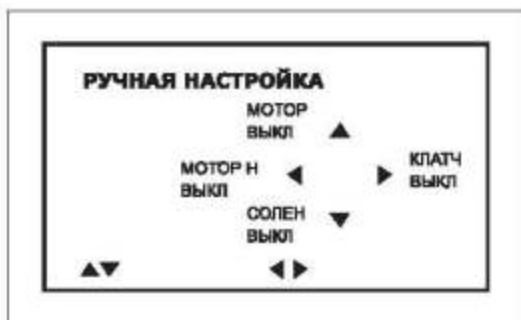 РУЧНАЯ НАСТРОЙКА
МОТОР
ВЫКЛ ▲
МОТОР Н ◀ ▶ КЛАТЧ
ВЫКЛ ВЫКЛ
СОЛЕН ▼
ВЫКЛ
▲▼ ◀▶